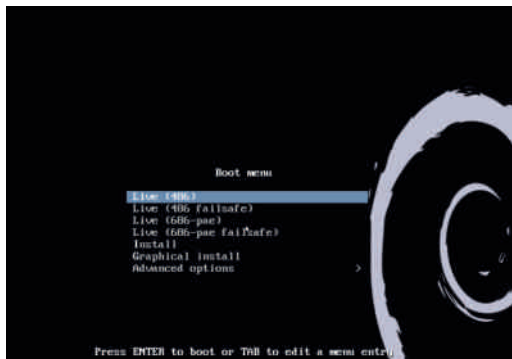 Boot menu
Live (486)
Live (486 failsafe)
Live (686-pae)
Live (686-pae failsafe)
Install
Graphical install
Advanced options >
Press ENTER to boot or TAB to edit a menu entry